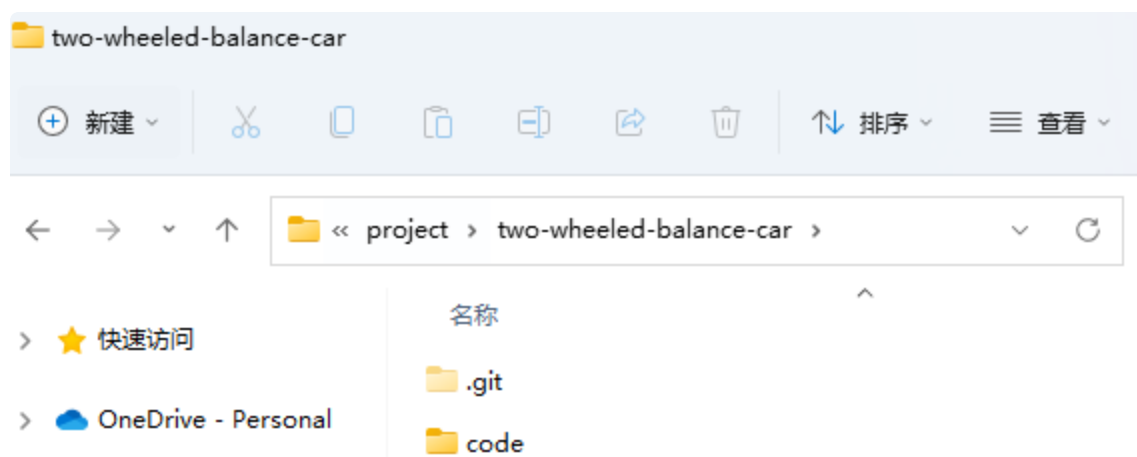 two-wheeled-balance-car
新建 排序 查看
« project › two-wheeled-balance-car ›
名称
快速访问
.git
OneDrive - Personal
code